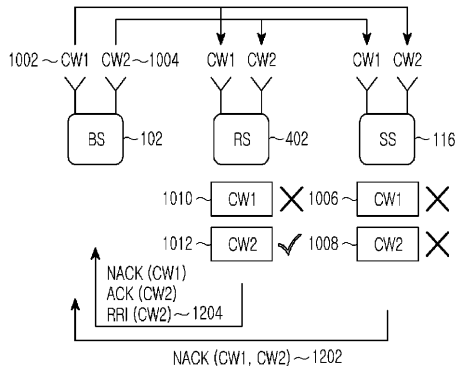 1002 CW1 CW2 1004 CW1 CW2 CW1 CW2
BS 102 RS 402 SS 116
1010 CW1 1006 CW1
1012 CW2 1008 CW2
NACK (CW1)
ACK (CW2)
RRI (CW2) 1204
NACK (CW1, CW2) 1202